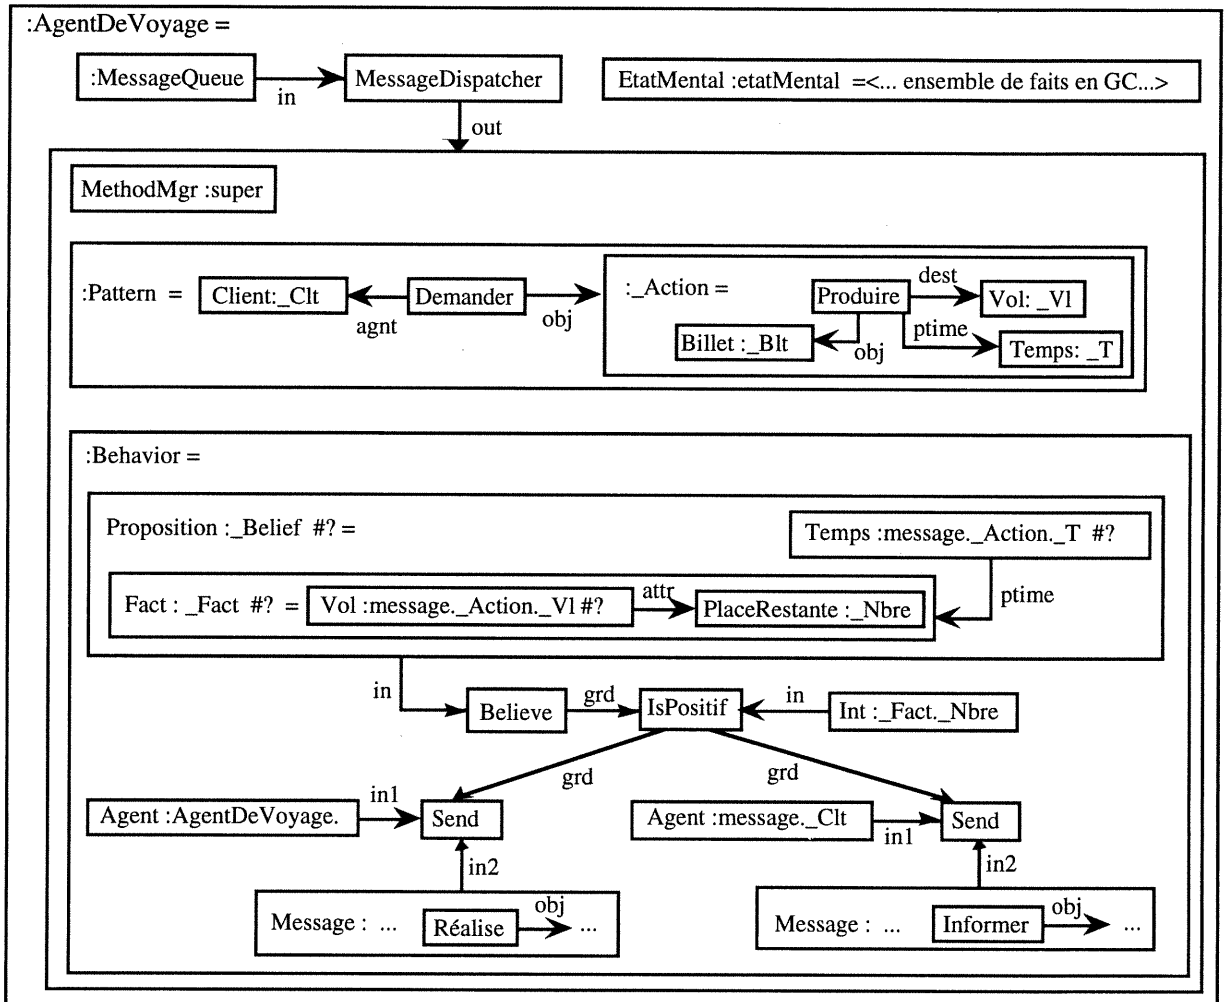 :AgentDeVoyage =
:MessageQueue
in
MessageDispatcher
EtatMental :etatMental =<... ensemble de faits en GC...>
out
MethodMgr :super
:Pattern =
Client:_Clt
agnt
Demander
obj
:_Action =
Produire
dest
Vol: _Vl
Billet :_Blt
obj
ptime
Temps: _T
:Behavior =
Proposition :_Belief #? =
Temps :message._Action._T #?
Fact : _Fact #? =
Vol :message._Action._Vl #?
attr
PlaceRestante :_Nbre
ptime
in
Believe
grd
IsPositif
in
Int :_Fact._Nbre
grd
grd
Agent :AgentDeVoyage.
in1
Send
Agent :message._Clt
in1
Send
in2
in2
Message : ...
Réalise
obj
...
Message : ...
Informer
obj
...